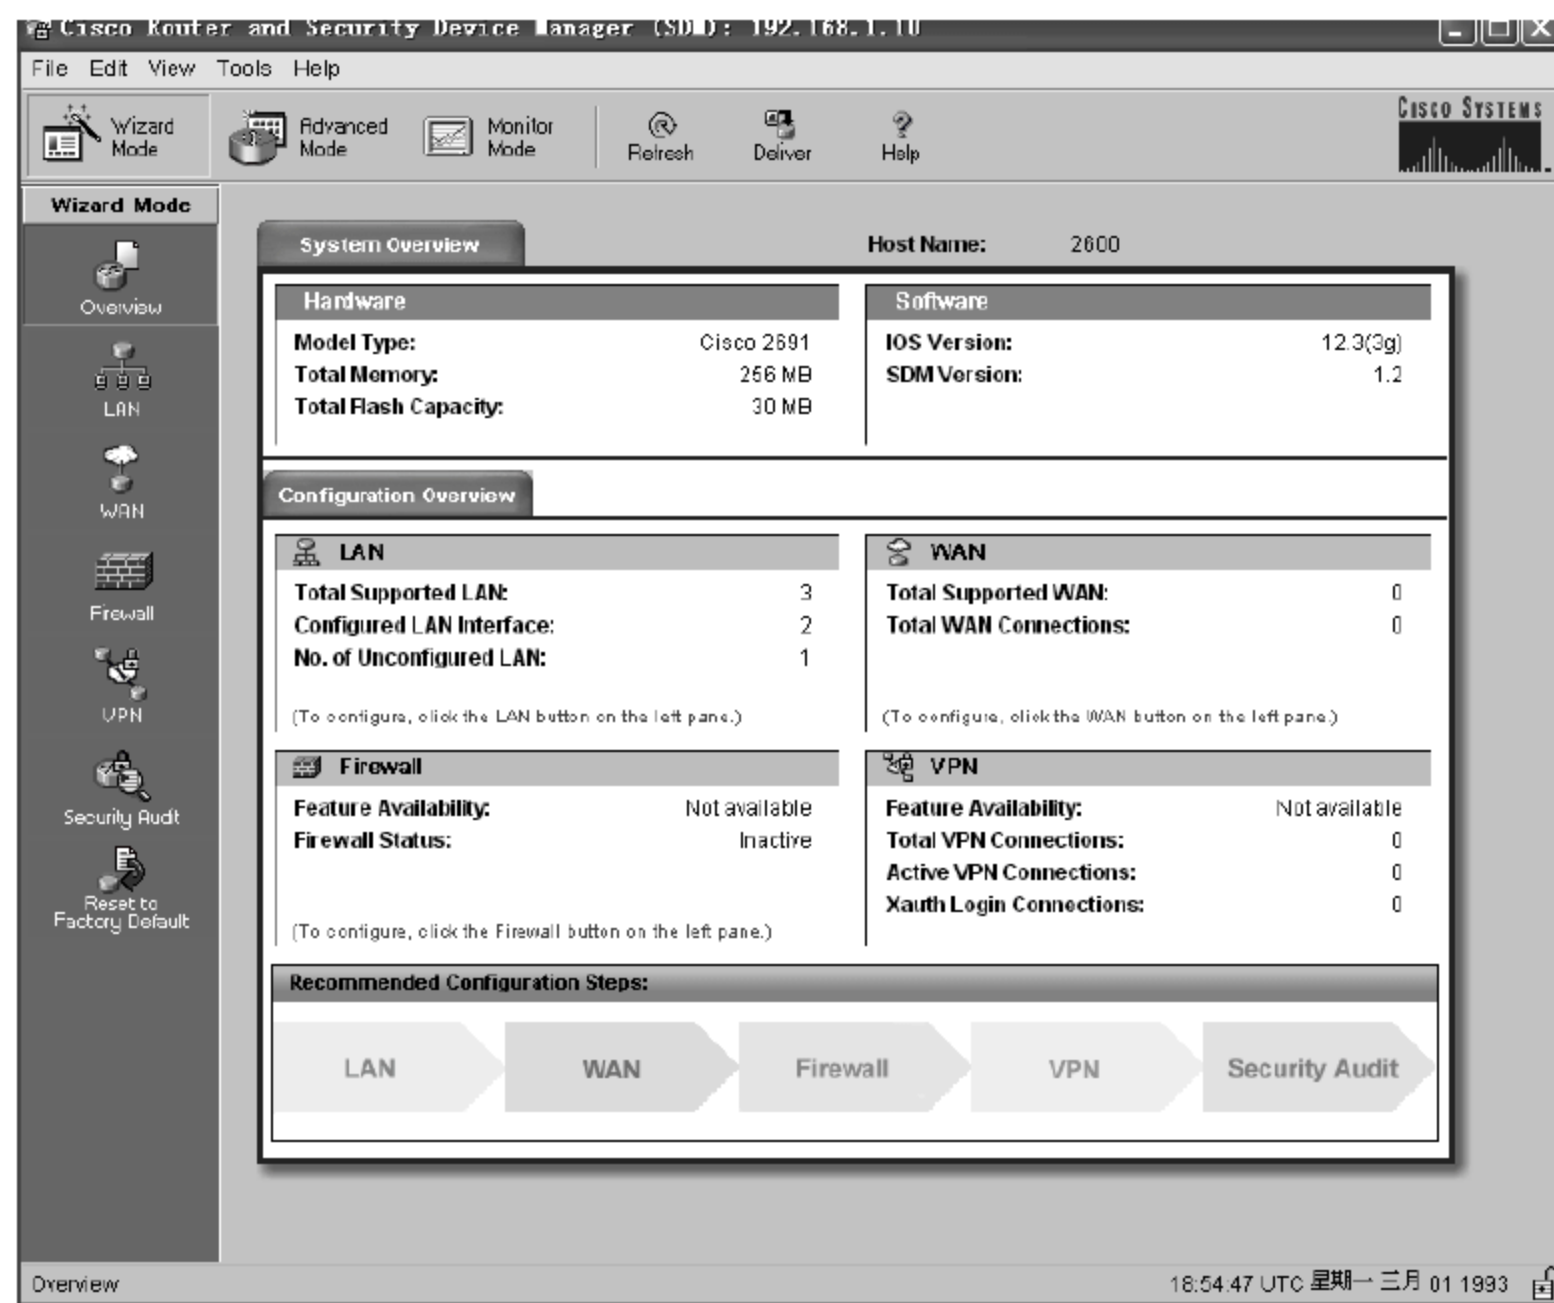 Cisco Router and Security Device Manager (SDM): 192.168.1.10
File Edit View Tools Help
Wizard Mode
Advanced Mode
Monitor Mode
Refresh
Deliver
Help
CISCO SYSTEMS
Wizard Mode
Overview
LAN
WAN
Firewall
VPN
Security Audit
Reset to
Factory Default
System Overview
Host Name: 2600
Hardware
Model Type: Cisco 2691
Total Memory: 256 MB
Total Flash Capacity: 30 MB
Software
IOS Version: 12.3(3g)
SDM Version: 1.2
Configuration Overview
LAN
Total Supported LAN: 3
Configured LAN Interface: 2
No. of Unconfigured LAN: 1
(To configure, click the LAN button on the left pane.)
WAN
Total Supported WAN: 0
Total WAN Connections: 0
(To configure, click the WAN button on the left pane.)
Firewall
Feature Availability: Not available
Firewall Status: Inactive
(To configure, click the Firewall button on the left pane.)
VPN
Feature Availability: Not available
Total VPN Connections: 0
Active VPN Connections: 0
Xauth Login Connections: 0
Recommended Configuration Steps:
LAN WAN Firewall VPN Security Audit
Overview
18:54:47 UTC 星期一 三月 01 1993